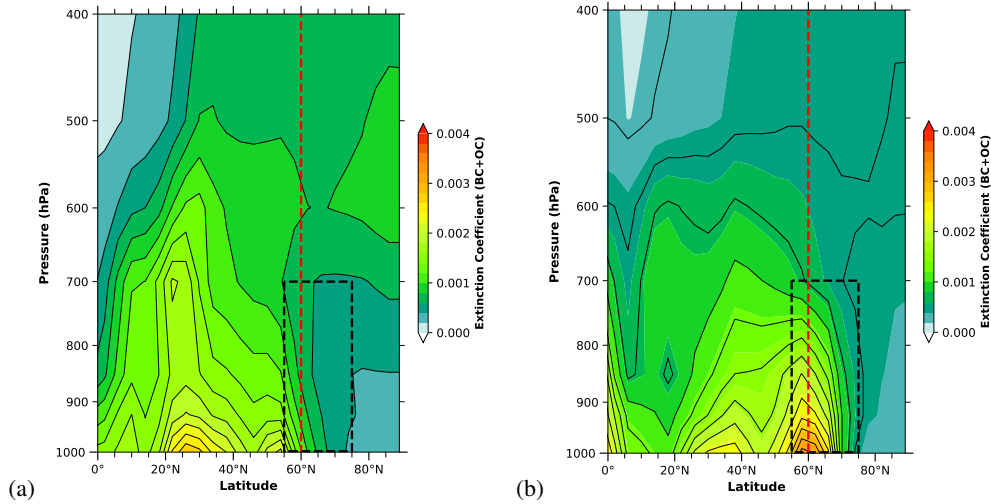 400
500
600
700
800
900
1000
Pressure (hPa)
0°
20°N
40°N
60°N
80°N
Latitude
0.004
0.003
0.002
0.001
0.000
Extinction Coefficient (BC+OC)
(a)
400
500
600
700
800
900
1000
Pressure (hPa)
0°
20°N
40°N
60°N
80°N
Latitude
0.004
0.003
0.002
0.001
0.000
Extinction Coefficient (BC+OC)
(b)